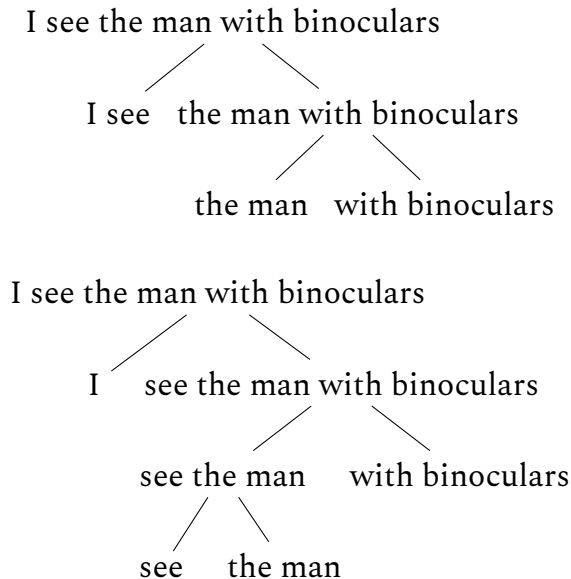 I see the man with binoculars
I see the man with binoculars
the man with binoculars
I see the man with binoculars
I see the man with binoculars
see the man with binoculars
see the man